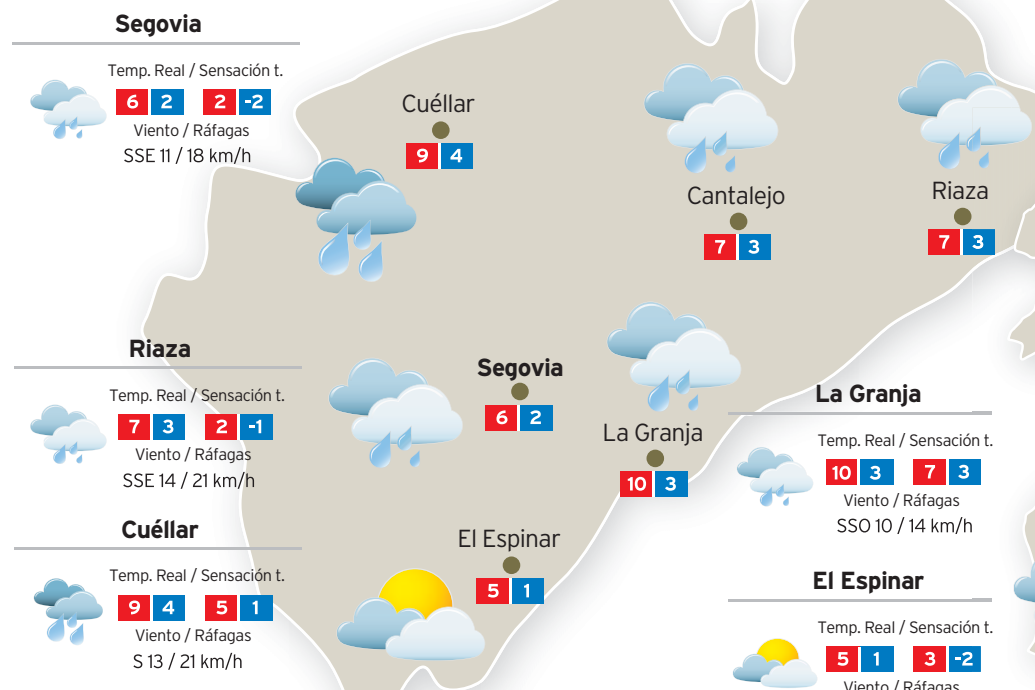 Segovia
Temp. Real / Sensación t.
6 2 2 -2
Viento / Ráfagas
SSE 11 / 18 km/h
Cuéllar
9 4
Cantalejo
7 3
Riaza
7 3
Riaza
Temp. Real / Sensación t.
7 3 2 -1
Viento / Ráfagas
SSE 14 / 21 km/h
Segovia
6 2
La Granja
10 3
La Granja
Temp. Real / Sensación t.
10 3 7 3
Viento / Ráfagas
SSO 10 / 14 km/h
Cuéllar
Temp. Real / Sensación t.
9 4 5 1
Viento / Ráfagas
S 13 / 21 km/h
El Espinar
5 1
El Espinar
Temp. Real / Sensación t.
5 1 3 -2
Viento / Ráfagas